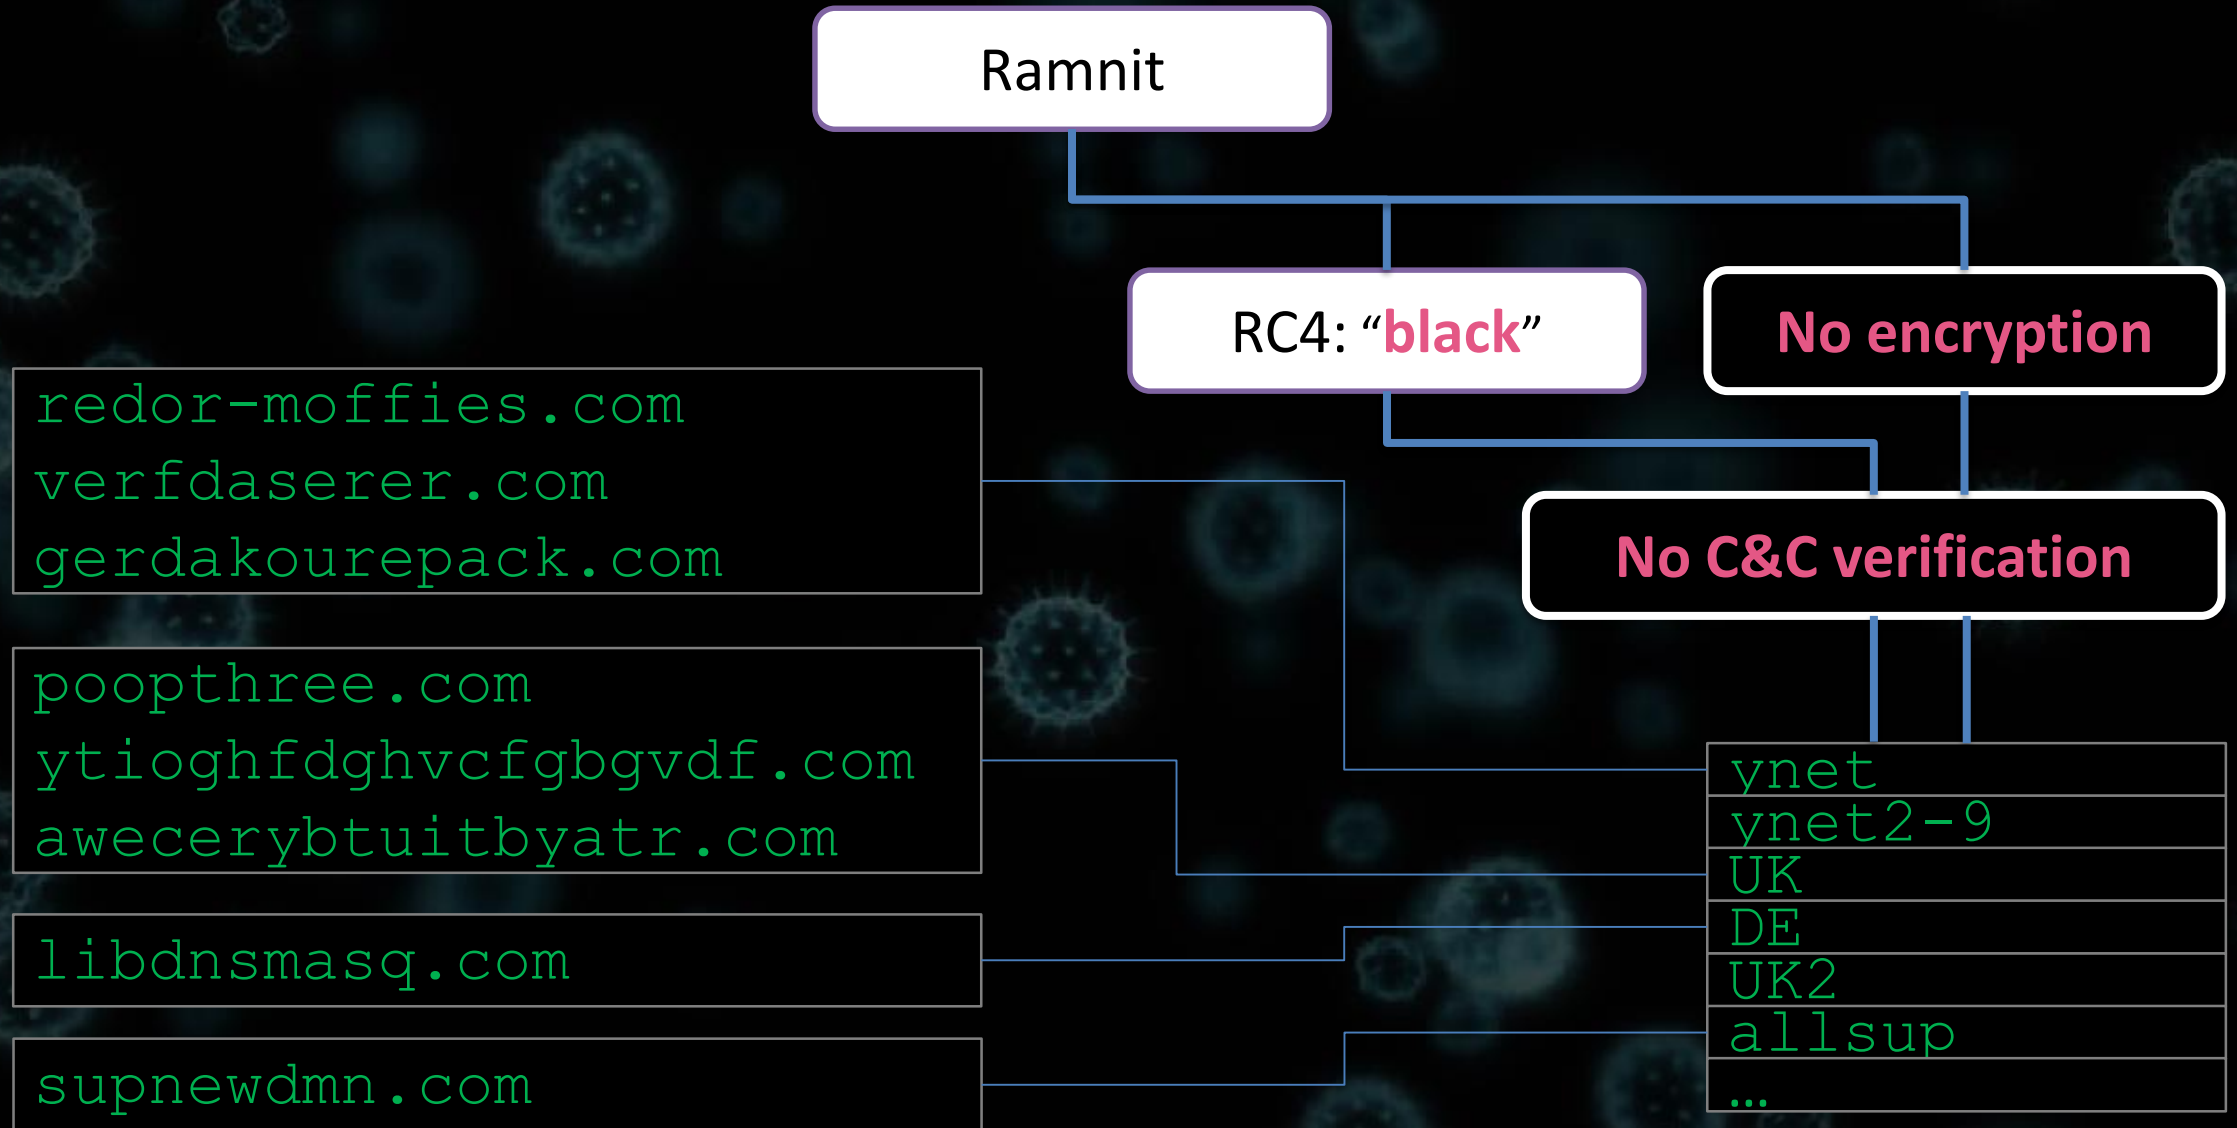 Ramnit
RC4: “black”
No encryption
No C&C verification
redor-moffies.com
verfdaserer.com
gerdakourepack.com
poopthree.com
ytioghfdghvcfgbgvdf.com
awecerybtuitbyatr.com
libdnsmasq.com
supnewdmn.com
ynet
ynet2-9
UK
DE
UK2
allsup
…